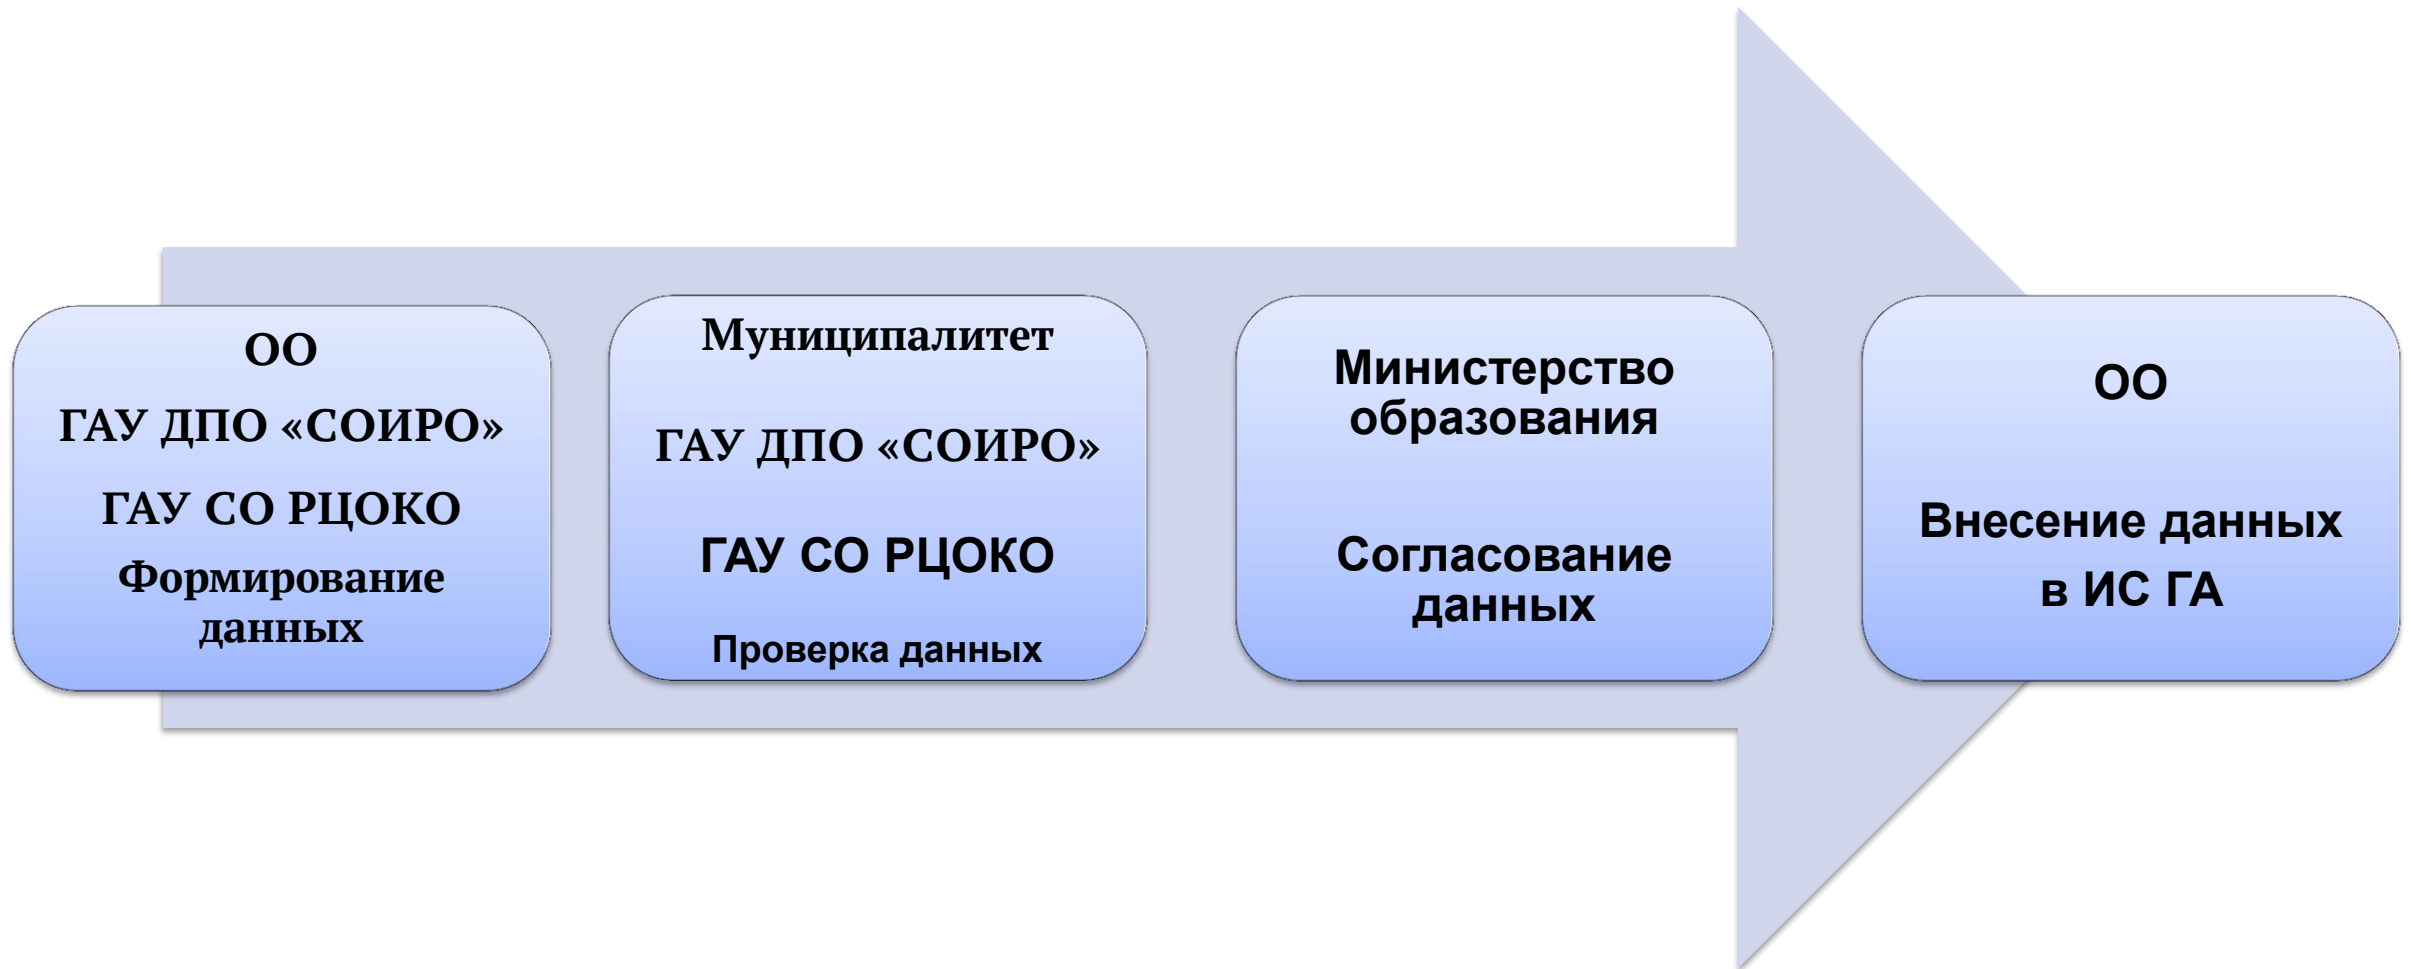 ОО
ГАУ ДПО «СОИРО»
ГАУ СО РЦОКО
Формирование
данных
Муниципалитет
ГАУ ДПО «СОИРО»
ГАУ СО РЦОКО
Проверка данных
Министерство
образования
Согласование
данных
ОО
Внесение данных
в ИС ГА